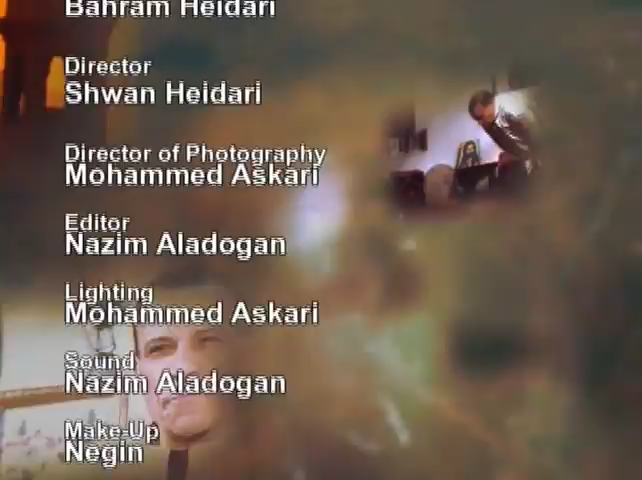 Bahram Heidari
Director
Shwan Heidari
Director of Photography
Mohammed Askari
Editor
Nazim Aladogan
Lighting
Mohammed Askari
Sound
Nazim Aladogan
Make-Up
Negin